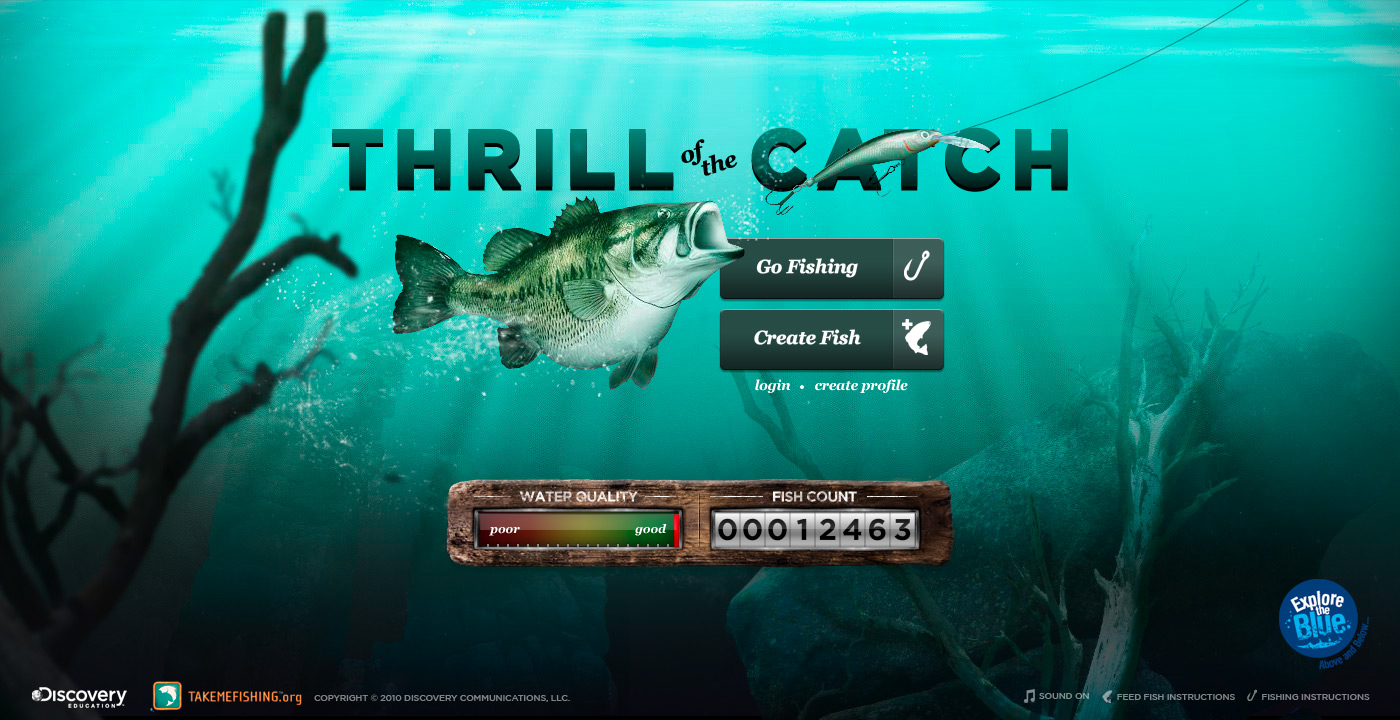 THRILL of the CATCH
Go Fishing
Create Fish
login • create profile
WATER QUALITY
poor good
FISH COUNT
00012463
Explore
the
Blue.
Above and Below...
Discovery
EDUCATION
TAKEMEFISHING.org
COPYRIGHT © 2010 DISCOVERY COMMUNICATIONS, LLC.
SOUND ON
FEED FISH INSTRUCTIONS
FISHING INSTRUCTIONS